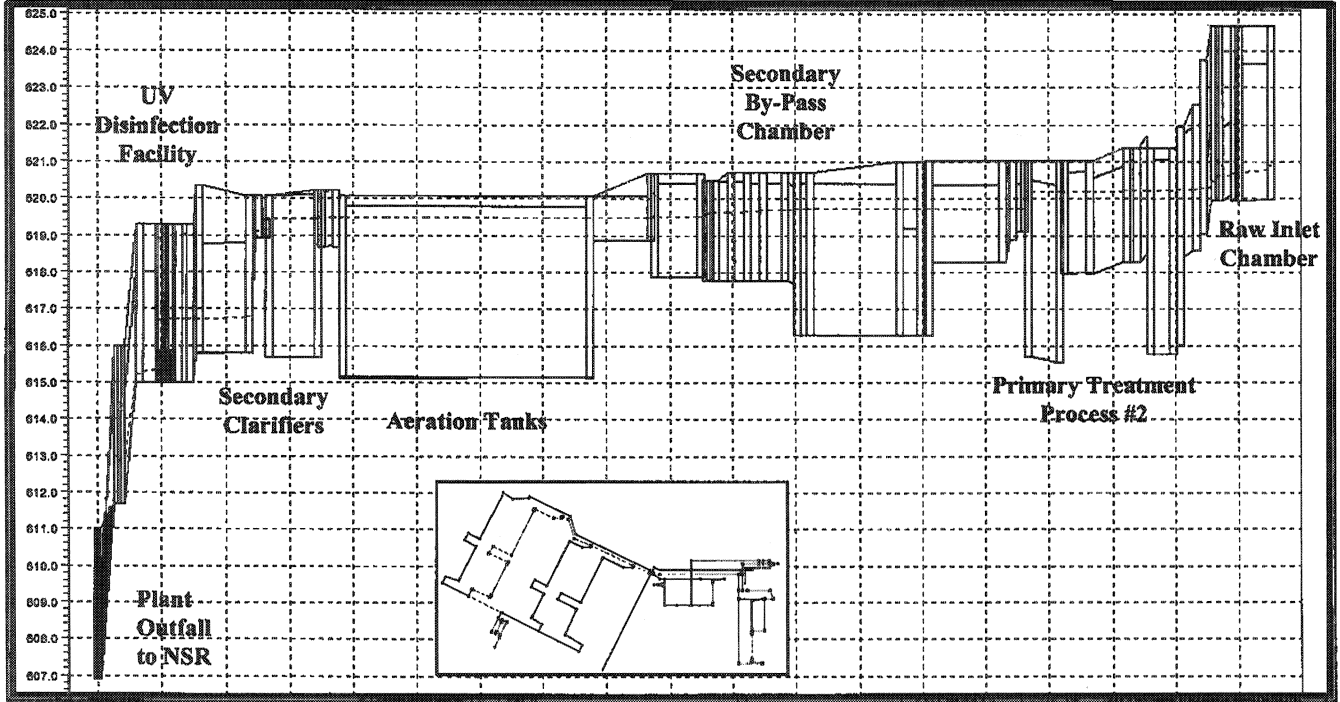 625.0
624.0
623.0
622.0
621.0
620.0
619.0
618.0
617.0
616.0
615.0
614.0
613.0
612.0
611.0
610.0
609.0
608.0
607.0
UV
Disinfection
Facility
Secondary
By-Pass
Chamber
Raw Inlet
Chamber
Secondary
Clarifiers
Aeration Tanks
Primary Treatment
Process #2
Plant
Outfall
to NSR